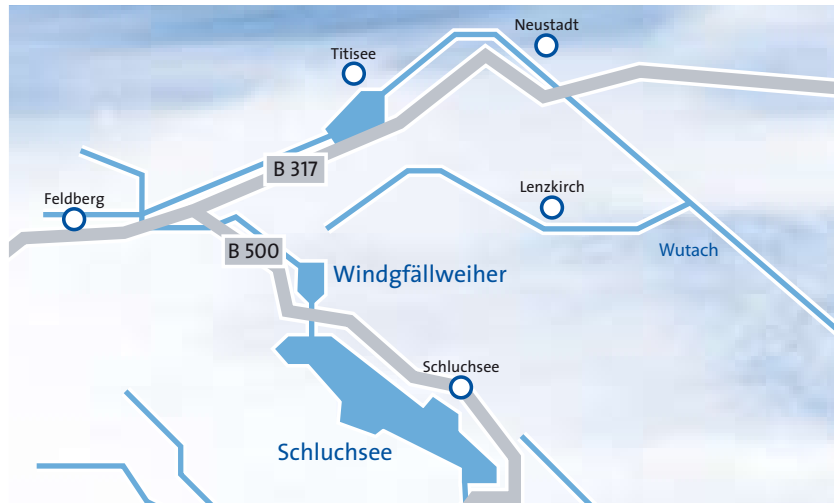 Neustadt
Titisee
B 317
Feldberg
Lenzkirch
B 500
Wutach
Windgfällweiher
Schluchsee
Schluchsee